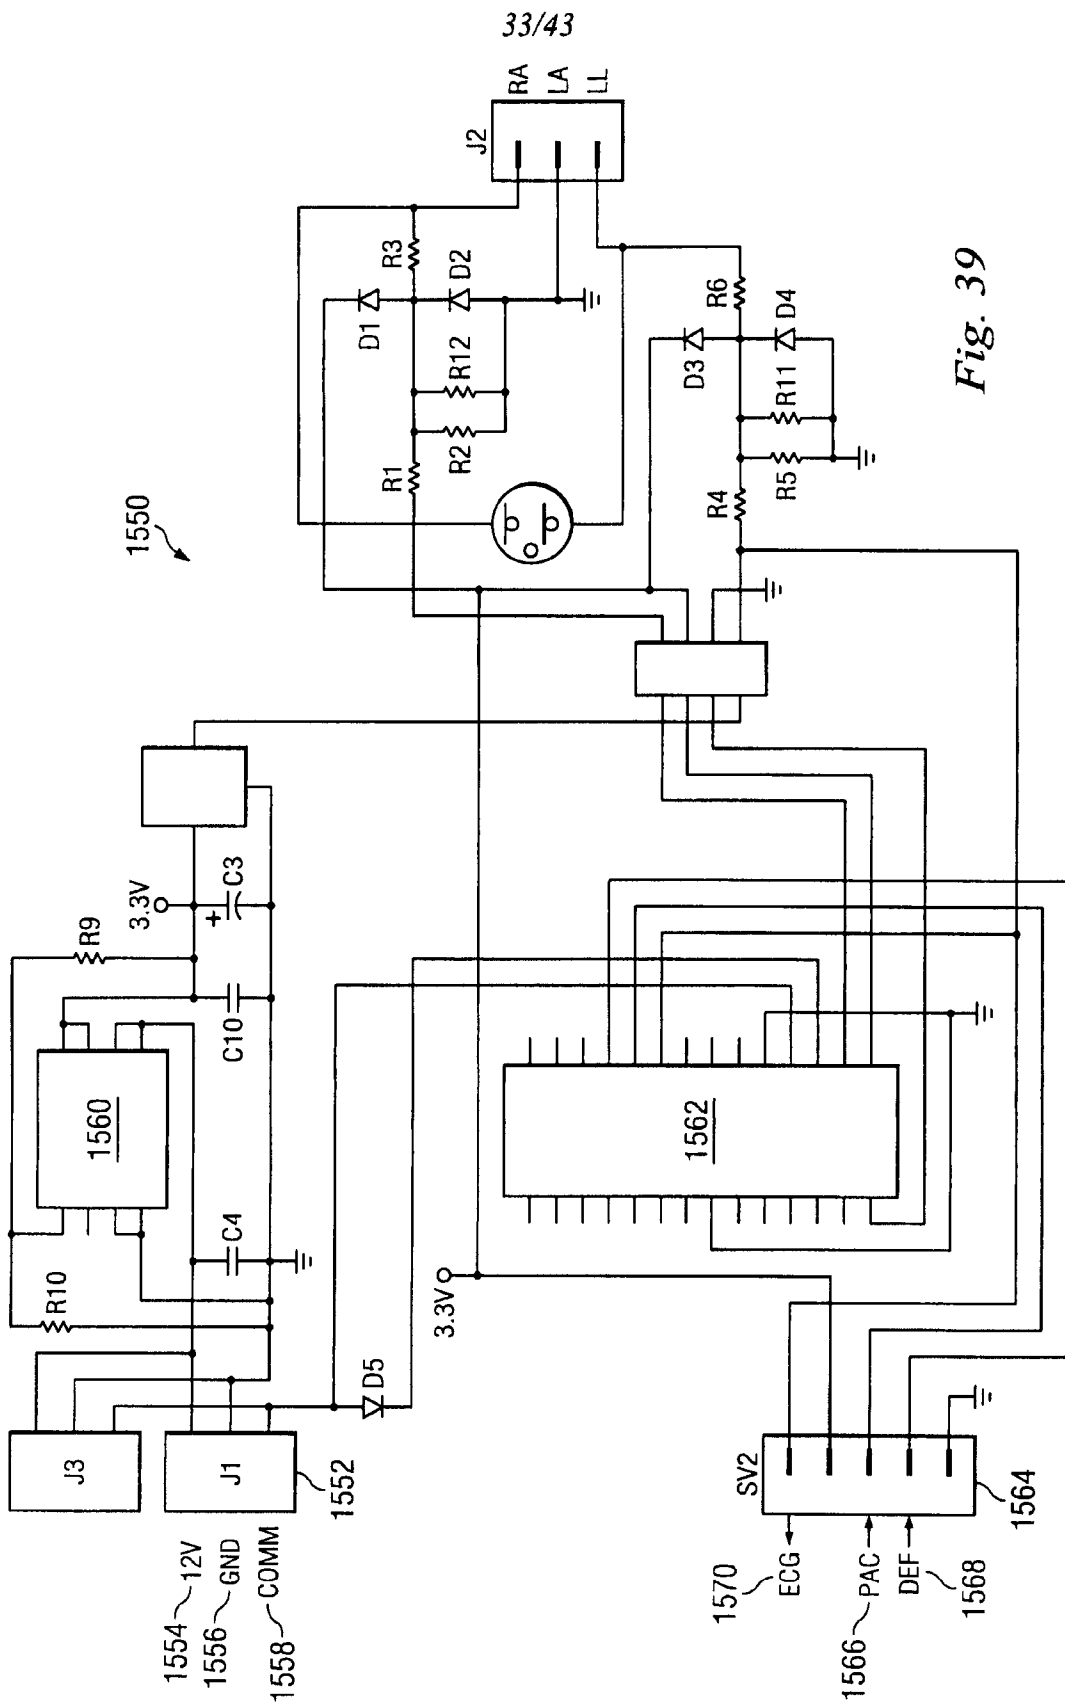 33/43
1550
J3
J1
1552
1554
12V
1556
GND
1558
COMM
R10
C4
1560
C10
R9
3.3V
+
C3
D5
3.3V
1562
R1
R2
R12
D1
D2
R3
J2
RA
LA
LL
R4
R5
R11
D3
D4
R6
SV2
1564
1570
ECG
1566
PAC
DEF
1568
Fig. 39